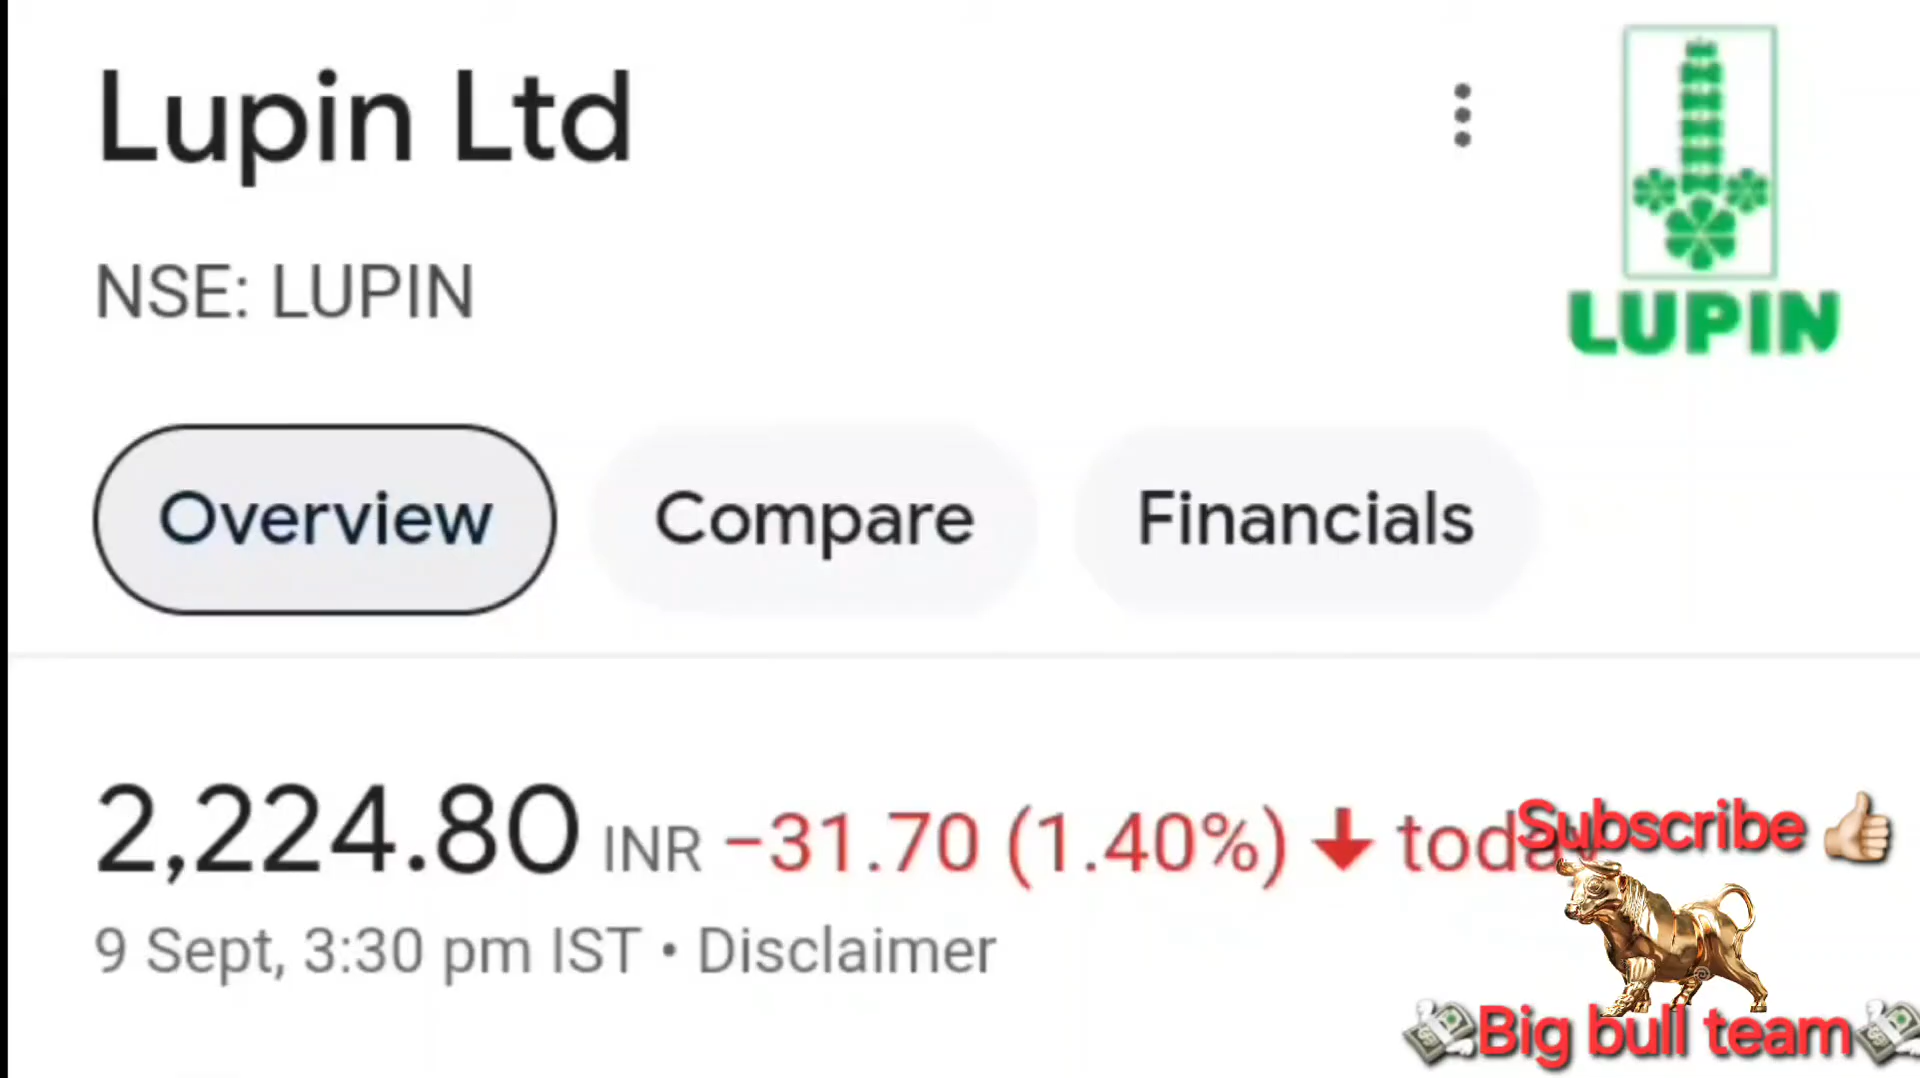 Lupin Ltd
NSE: LUPIN
LUPIN
Overview Compare Financials
2,224.80 INR −31.70 (1.40%) ↓ today
Subscribe 👍
9 Sept, 3:30 pm IST • Disclaimer
Big bull team